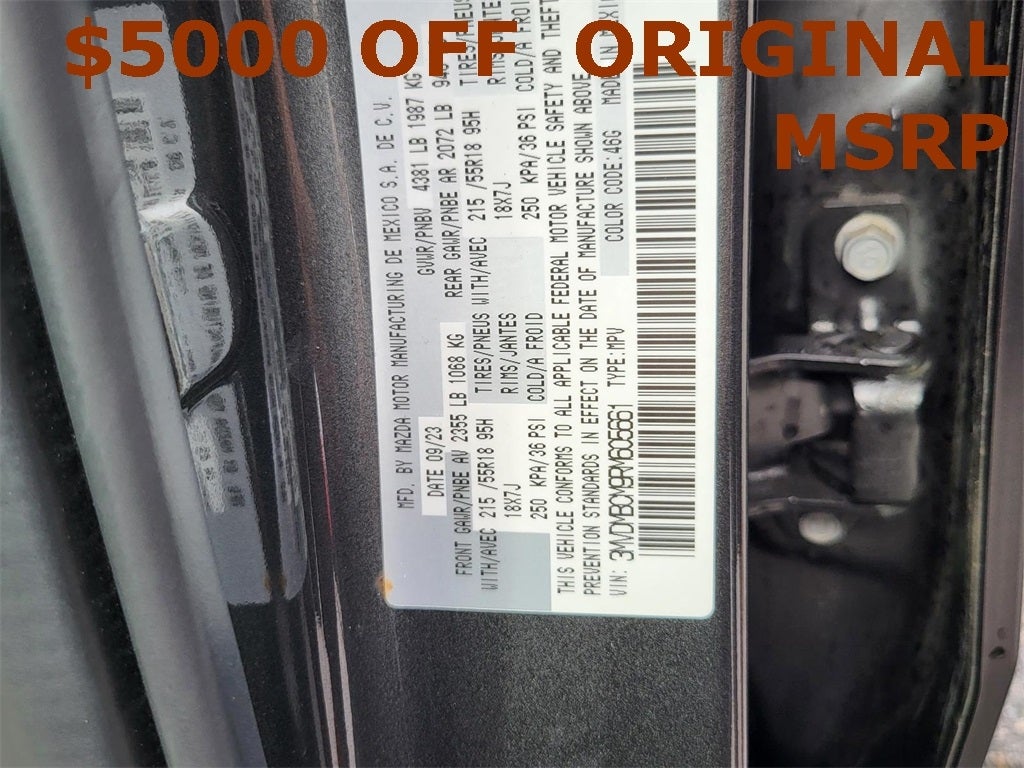 $5000 OFF ORIGINAL
MSRP
MFD. BY MAZDA MOTOR MANUFACTURING DE MEXICO S.A. DE C.V.
DATE 09/23 GVWR/PNBV 4381 LB 1987 KG
FRONT GAWR/PNBE AV 2355 LB 1068 KG REAR GAWR/PNBE AR 2072 LB
WITH/AVEC 215 /55R18 95H TIRES/PNEUS WITH/AVEC 215 /55R18 95H TIRES/PNEUS
18X7J RIMS/JANTES 18X7J
250 KPA/36 PSI COLD/A FROID 250 KPA/36 PSI COLD/A FROID
THIS VEHICLE CONFORMS TO ALL APPLICABLE FEDERAL MOTOR VEHICLE SAFETY AND THEFT
PREVENTION STANDARDS IN EFFECT ON THE DATE OF MANUFACTURE SHOWN ABOVE.
VIN: TYPE:MPV COLOR CODE:46G MADE IN